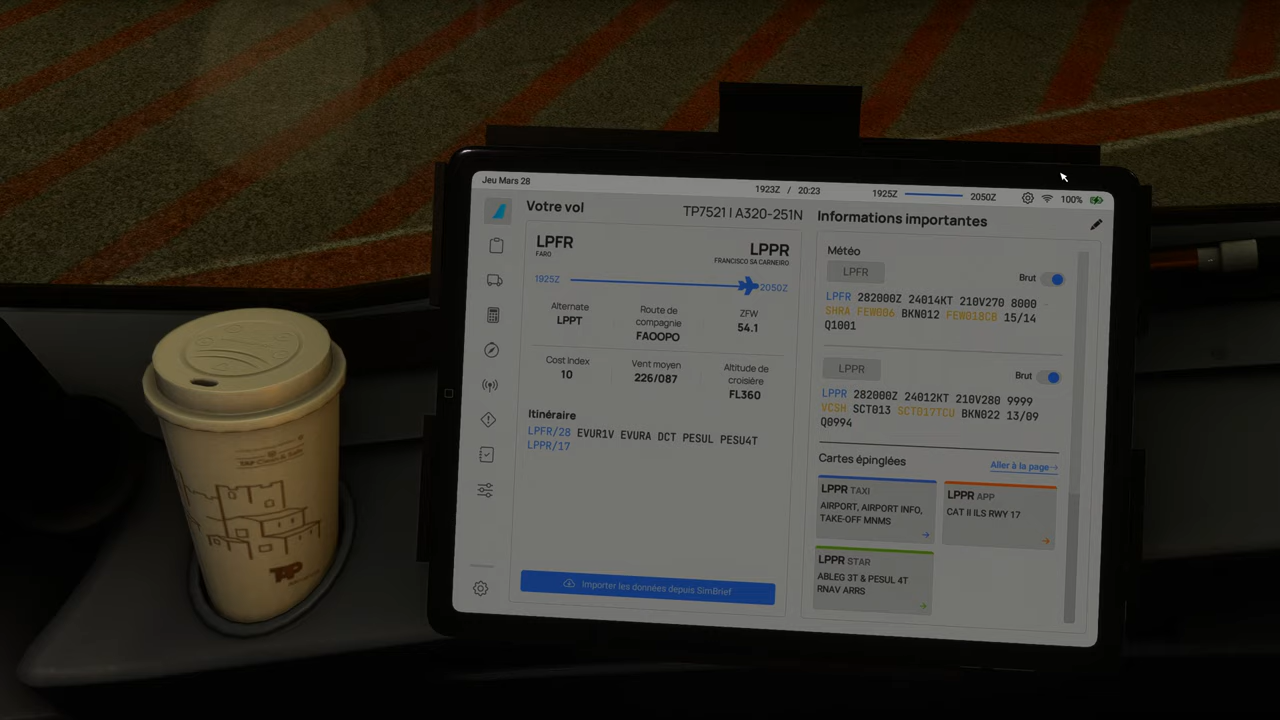 Jeu Mars 28
1923Z / 20:23
1925Z
2050Z
100%
Votre vol
TP7521 | A320-251N
LPFR
FARO
LPPR
FRANCISCO SA CARNEIRO
1925Z
2050Z
Alternate
LPPT
Route de
compagnie
FAOOPO
ZFW
54.1
Cost Index
10
Vent moyen
226/087
Altitude de
croisière
FL360
Itinéraire
LPFR/28 EVUR1V EVURA DCT PESUL PESU4T
LPPR/17
Importer les données depuis SimBrief
Informations importantes
Météo
LPFR
Brut
LPFR 282000Z 24014KT 210V270 8000 -
SHRA FEW006 BKN012 FEW018CB 15/14
Q1001
LPPR
Brut
LPPR 282000Z 24012KT 210V280 9999
VCSH SCT013 SCT017TCU BKN022 13/09
Q0994
Cartes épinglées
Aller à la page→
LPPR TAXI
AIRPORT, AIRPORT INFO,
TAKE-OFF MNMS
LPPR APP
CAT II ILS RWY 17
LPPR STAR
ABLEG 3T & PESUL 4T
RNAV ARRS
TAP